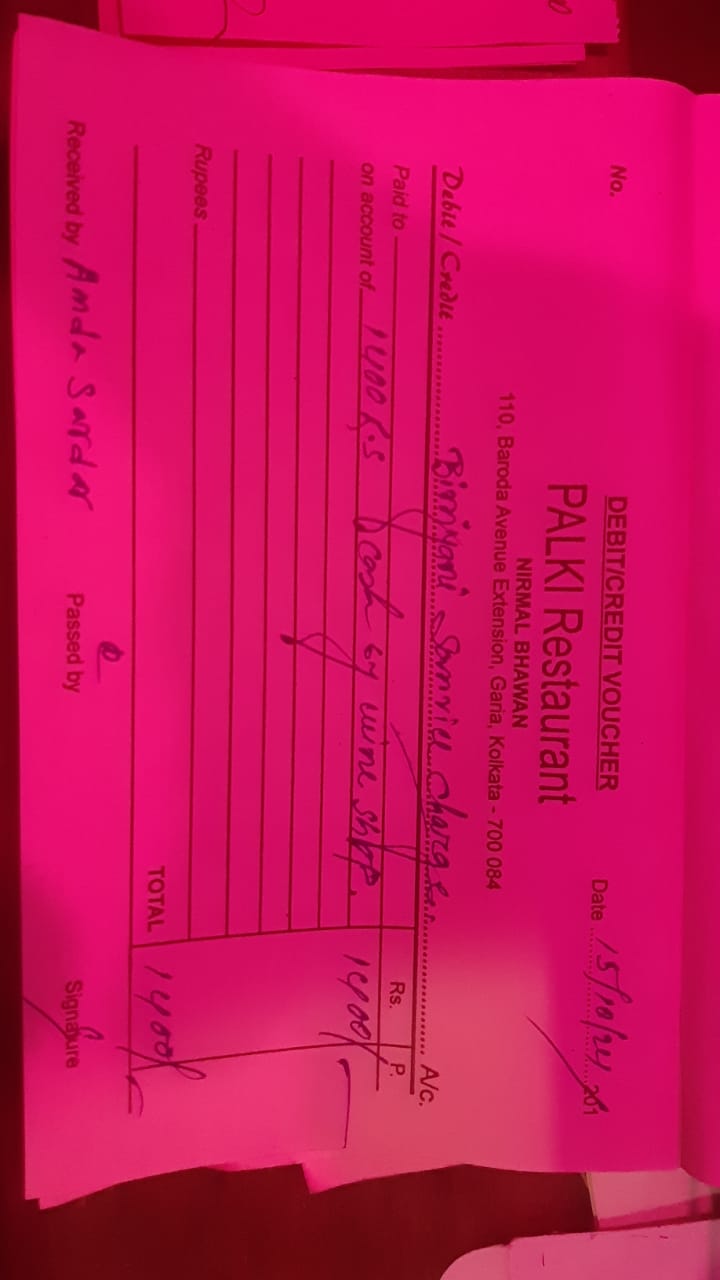 DEBIT/CREDIT VOUCHER
PALKI Restaurant
NIRMAL BHAWAN
110, Baroda Avenue Extension, Garia, Kolkata - 700 084
No. Date 15/10/24 201
Debit / Credit Biriyani Service charge. A/c.
Paid to Rs. P.
on account of 1400 R.S cash by wine shop. 1400/-
Rupees
TOTAL 1400/-
Received by Amda Sardar Passed by Signature